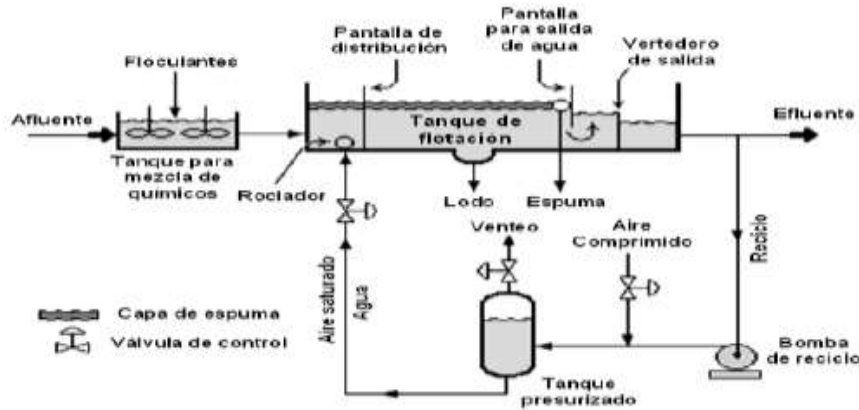 Pantalla de
distribución
Pantalla
para salida
de agua
Vertedero
de salida
Floculantes
Afluente
Efluente
Tanque de
flotación
Tanque para
mezcla de
químicos
Rociador
Lodo
Espuma
Venteo
Aire
Comprimido
Reciclo
Aire saturado
Agua
Capa de espuma
Válvula de control
Bomba
de reciclo
Tanque
presurizado